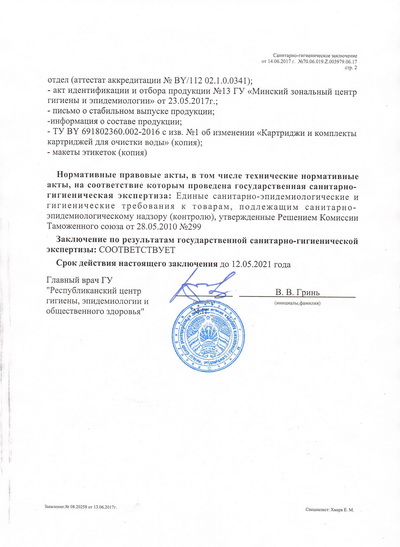 Санитарно-гигиеническое заключение
от 14.06.2017 г. №70.06.019.Z.003979.06.17
стр. 2
отдел (аттестат аккредитации № BY/112 02.1.0.0341);
- акт идентификации и отбора продукции №13 ГУ «Минский зональный центр
гигиены и эпидемиологии» от 23.05.2017г.;
- письмо о стабильном выпуске продукции;
-информация о составе продукции;
- ТУ BY 691802360.002-2016 с изв. №1 об изменении «Картриджи и комплекты
картриджей для очистки воды» (копия);
- макеты этикеток (копия)
Нормативные правовые акты, в том числе технические нормативные
акты, на соответствие которым проведена государственная санитарно-
гигиеническая экспертиза: Единые санитарно-эпидемиологические и
гигиенические требования к товарам, подлежащим санитарно-
эпидемиологическому надзору (контролю), утвержденные Решением Комиссии
Таможенного союза от 28.05.2010 №299
Заключение по результатам государственной санитарно-гигиенической
экспертизы: СООТВЕТСТВУЕТ
Срок действия настоящего заключения до 12.05.2021 года
Главный врач ГУ
"Республиканский центр
гигиены, эпидемиологии и
общественного здоровья"
В. В. Гринь
(инициалы,фамилия)
Заявление № 08.20259 от 13.06.2017г.
Специалист: Хмара Е. М.